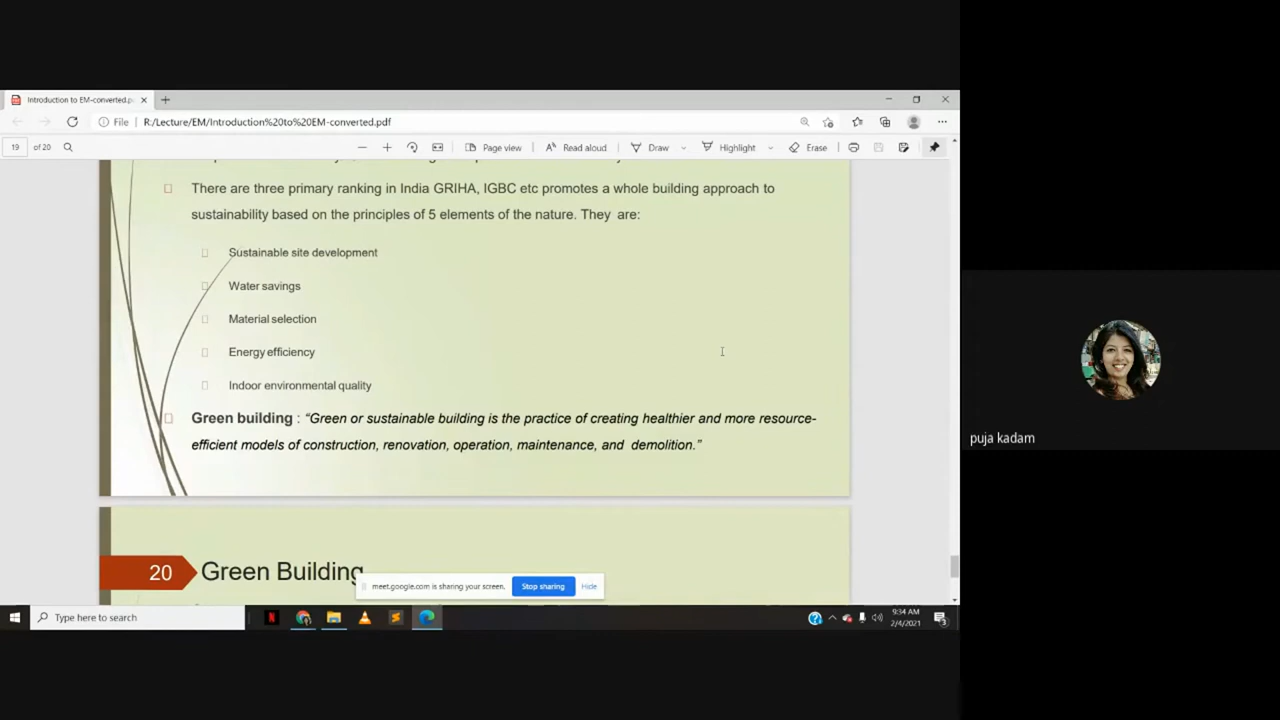 Introduction to EM-converted.p
File | R:/Lecture/EM/Introduction%20to%20EM-converted.pdf
19 of 20
Page view
Read aloud
Draw
Highlight
Erase
There are three primary ranking in India GRIHA, IGBC etc promotes a whole building approach to
sustainability based on the principles of 5 elements of the nature. They are:
Sustainable site development
Water savings
Material selection
Energy efficiency
Indoor environmental quality
Green building : “Green or sustainable building is the practice of creating healthier and more resource-
efficient models of construction, renovation, operation, maintenance, and demolition.”
20 Green Building
meet.google.com is sharing your screen. Stop sharing Hide
Type here to search
9:34 AM
2/4/2021
puja kadam